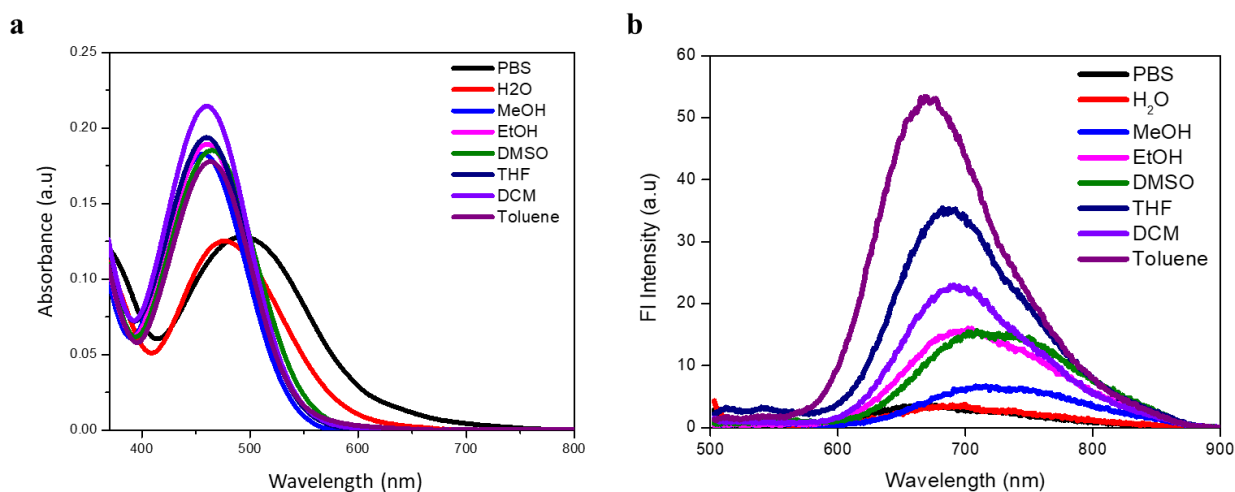 a
0.25
0.20
0.15
0.10
0.05
0.00
Absorbance (a.u)
400 500 600 700 800
Wavelength (nm)
PBS
H2O
MeOH
EtOH
DMSO
THF
DCM
Toluene
b
60
50
40
30
20
10
0
FI Intensity (a.u)
500 600 700 800 900
Wavelength (nm)
PBS
H₂O
MeOH
EtOH
DMSO
THF
DCM
Toluene